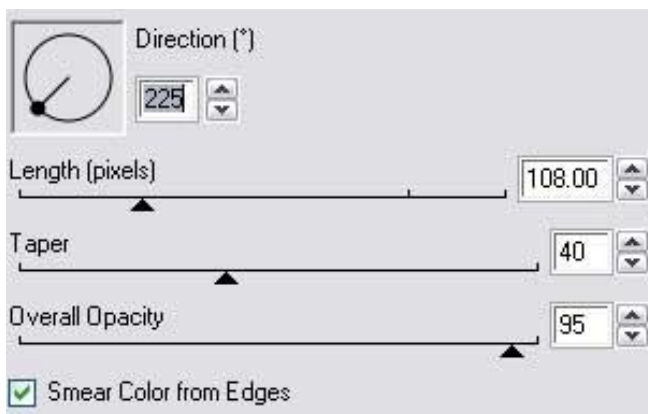 Direction (°)
225
Length (pixels)
108.00
Taper
40
Overall Opacity
95
Smear Color from Edges